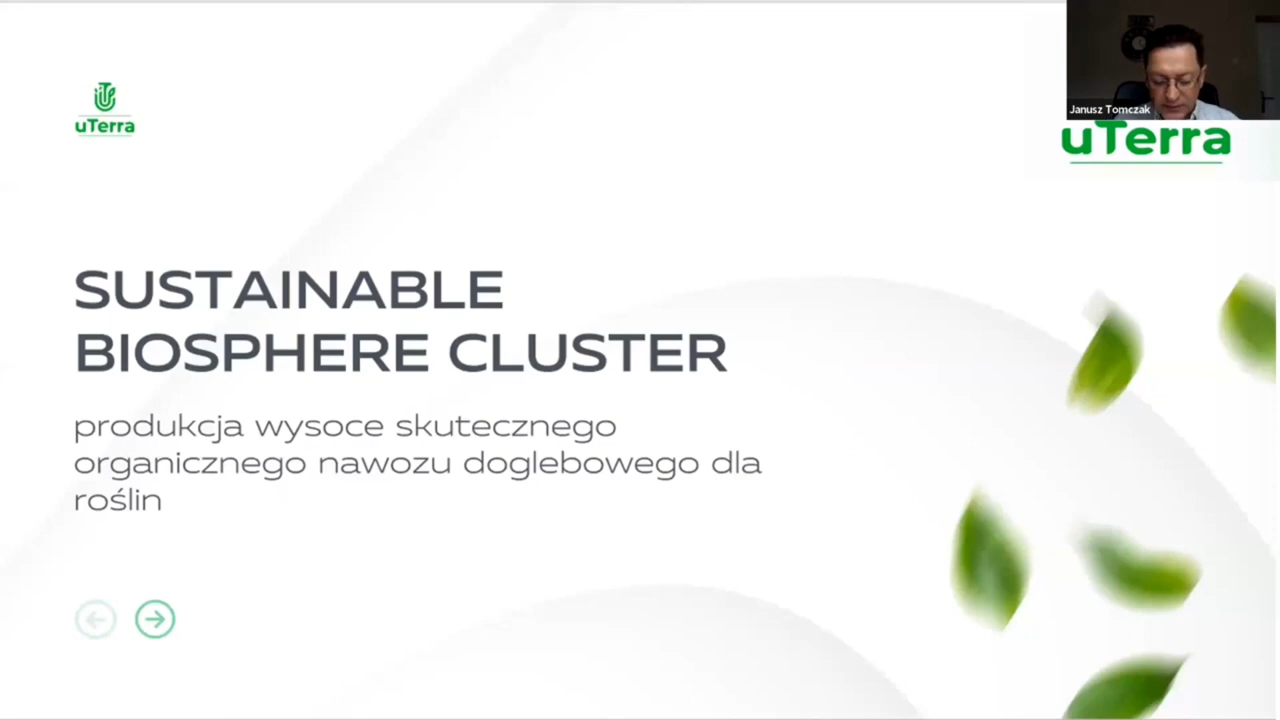 uTerra
Janusz Tomczak
uTerra
SUSTAINABLE
BIOSPHERE CLUSTER
produkcja wysoce skutecznego
organicznego nawozu doglebowego dla
roślin